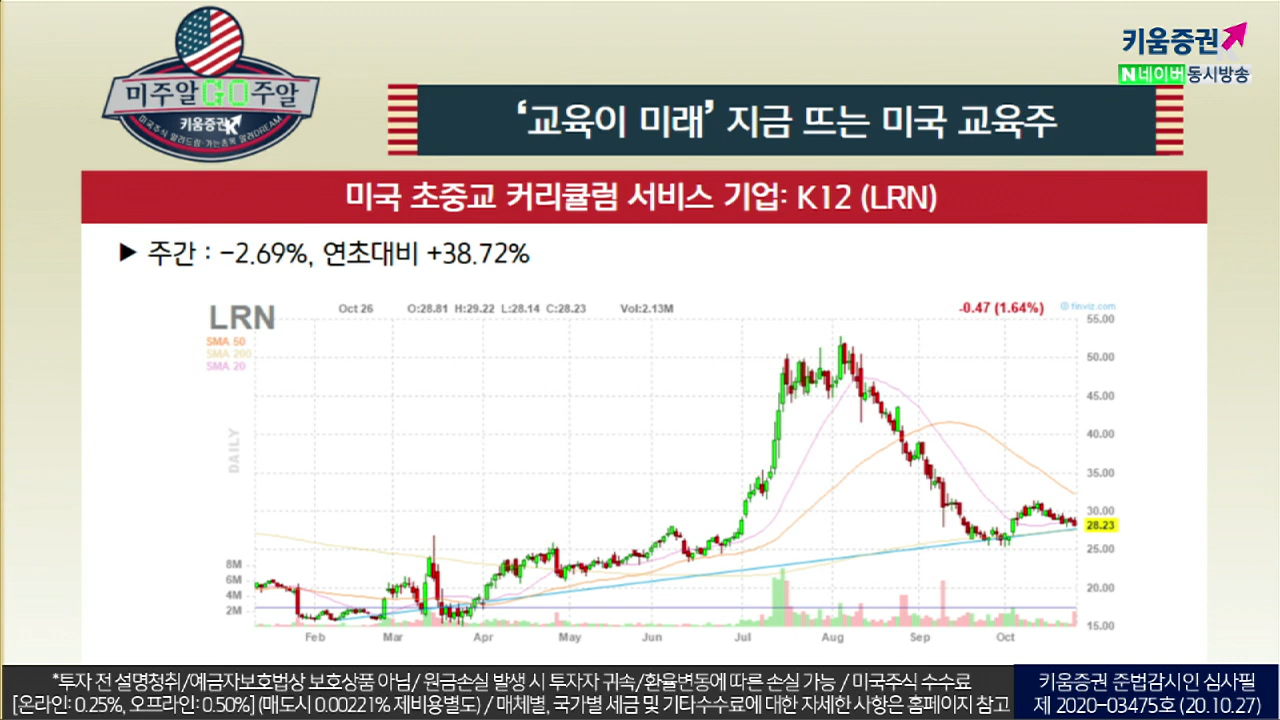 미주알GO주알
키움증권
미국주식 알려드림·가는종목 알려DREAM
키움증권
N네이버 동시방송
‘교육이 미래’ 지금 뜨는 미국 교육주
미국 초중교 커리큘럼 서비스 기업: K12 (LRN)
▶ 주간 : -2.69%, 연초대비 +38.72%
LRN
Oct 26 O:28.81 H:29.22 L:28.14 C:28.23 Vol:2.13M -0.47 (1.64%) © finviz.com
SMA 50
SMA 200
SMA 20
DAILY
55.00
50.00
45.00
40.00
35.00
30.00
28.23
25.00
20.00
15.00
8M
6M
4M
2M
Feb Mar Apr May Jun Jul Aug Sep Oct
*투자 전 설명청취/예금자보호법상 보호상품 아님/ 원금손실 발생 시 투자자 귀속/환율변동에 따른 손실 가능 / 미국주식 수수료
[온라인: 0.25%, 오프라인: 0.50%] (매도시 0.00221% 제비용별도) / 매체별, 국가별 세금 및 기타수수료에 대한 자세한 사항은 홈페이지 참고
키움증권 준법감시인 심사필
제 2020-03475호 (20.10.27)